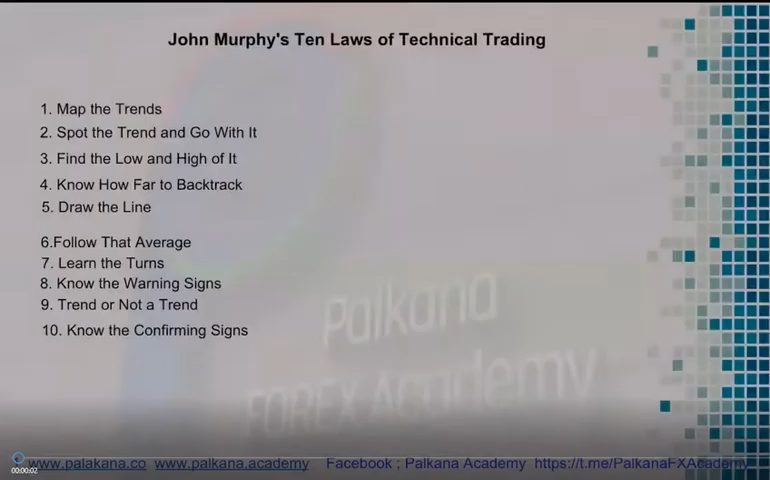 John Murphy's Ten Laws of Technical Trading
1. Map the Trends
2. Spot the Trend and Go With It
3. Find the Low and High of It
4. Know How Far to Backtrack
5. Draw the Line
6.Follow That Average
7. Learn the Turns
8. Know the Warning Signs
9. Trend or Not a Trend
10. Know the Confirming Signs
Palkana
FOREX Academy
www.palakana.co www.palkana.academy Facebook ; Palkana Academy https://t.me/PalkanaFXAcademy
00:00:02